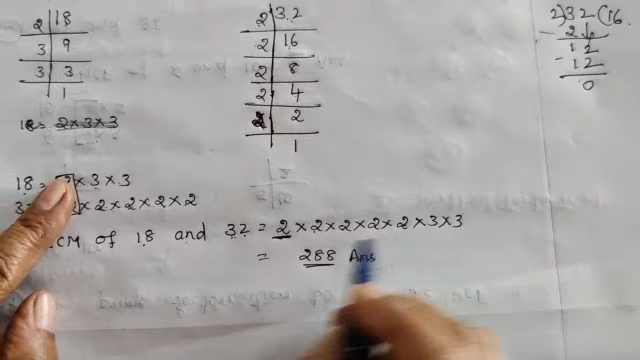 2 | 18
3 | 9
3 | 3
1
2 | 32
2 | 16
2 | 8
2 | 4
2 | 2
1
2)32(16
- 2↓
12
- 12
0
18 = 2×3×3
18 = 2×3×3
×2×2×2×2
LCM of 18 and 32 = 2×2×2×2×2×3×3
= 288 Ans